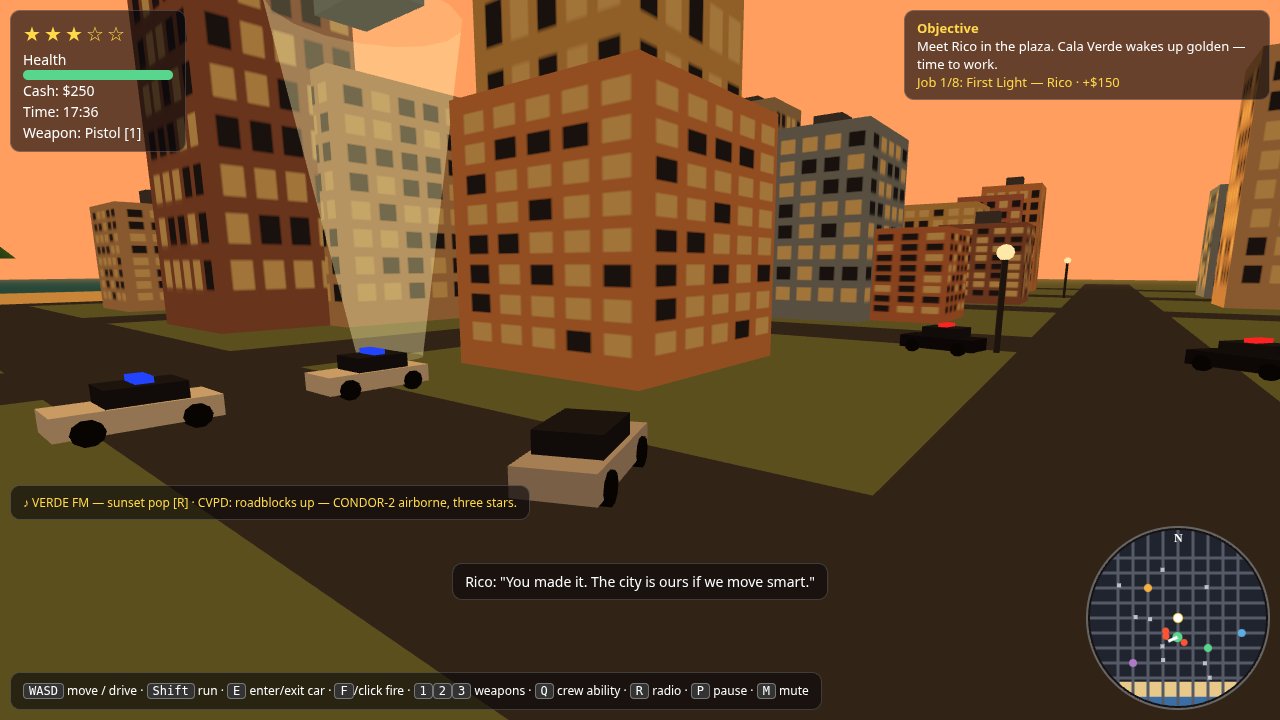 ★★★☆☆
Health
Cash: $250
Time: 17:36
Weapon: Pistol [1]
Objective
Meet Rico in the plaza. Cala Verde wakes up golden —
time to work.
Job 1/8: First Light — Rico · +$150
♪ VERDE FM — sunset pop [R] · CVPD: roadblocks up — CONDOR-2 airborne, three stars.
Rico: "You made it. The city is ours if we move smart."
N
WASD move / drive · Shift run · E enter/exit car · F/click fire · 1 2 3 weapons · Q crew ability · R radio · P pause · M mute